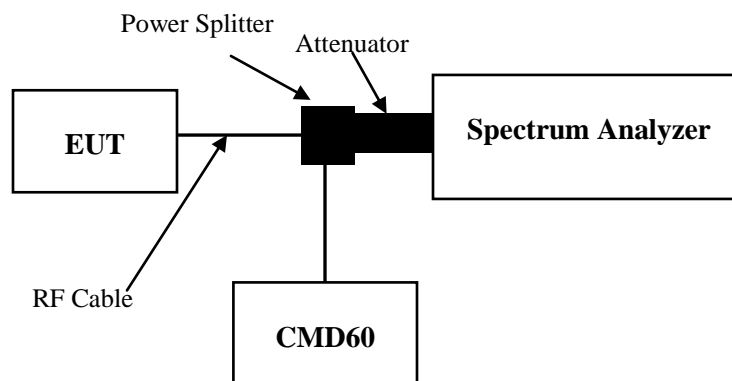 Power Splitter
Attenuator
EUT
Spectrum Analyzer
RF Cable
CMD60